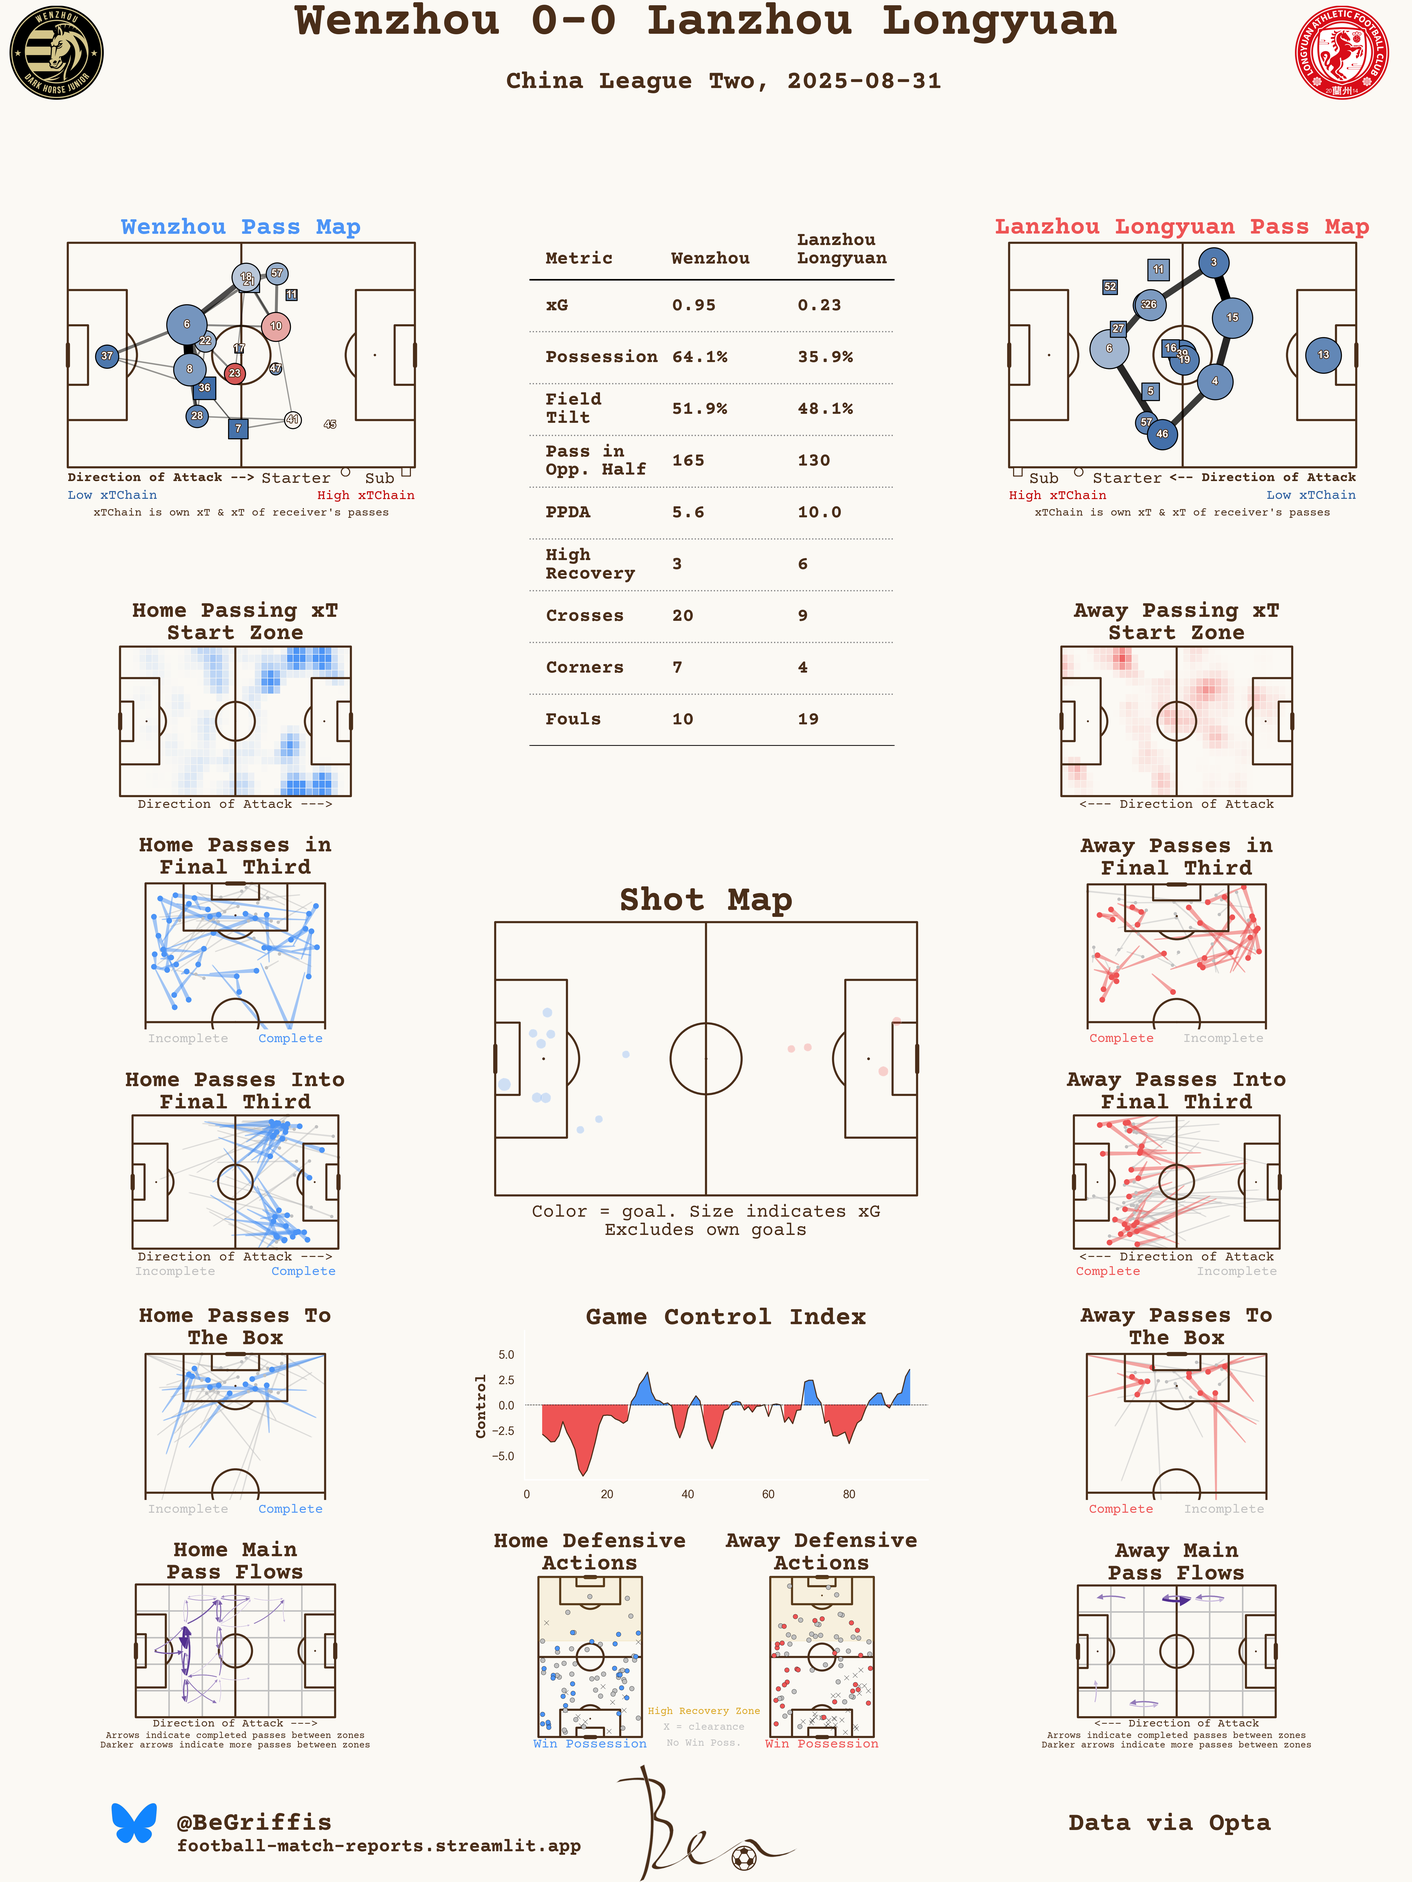 Wenzhou 0-0 Lanzhou Longyuan
China League Two, 2025-08-31
WENZHOU
DARK HORSE JUNIOR
LONGYUAN ATHLETIC FOOTBALL CLUB
20 蘭州 14
Wenzhou Pass Map
18
57
11
6
10
22
17
37
8
23
47
36
28
7
41
45
Direction of Attack --> Starter Sub
Low xTChain High xTChain
xTChain is own xT & xT of receiver's passes
Metric Wenzhou Lanzhou Longyuan
xG 0.95 0.23
Possession 64.1% 35.9%
Field Tilt 51.9% 48.1%
Pass in Opp. Half 165 130
PPDA 5.6 10.0
High Recovery 3 6
Crosses 20 9
Corners 7 4
Fouls 10 19
Lanzhou Longyuan Pass Map
3
11
52
26
15
27
6
16
39
19
13
4
5
57
46
Sub Starter <-- Direction of Attack
High xTChain Low xTChain
xTChain is own xT & xT of receiver's passes
Home Passing xT
Start Zone
Direction of Attack --->
Away Passing xT
Start Zone
<--- Direction of Attack
Home Passes in
Final Third
Incomplete Complete
Away Passes in
Final Third
Complete Incomplete
Shot Map
Color = goal. Size indicates xG
Excludes own goals
Home Passes Into
Final Third
Direction of Attack --->
Incomplete Complete
Away Passes Into
Final Third
<--- Direction of Attack
Complete Incomplete
Home Passes To
The Box
Incomplete Complete
Game Control Index
Control
5.0
2.5
0.0
−2.5
−5.0
0 20 40 60 80
Away Passes To
The Box
Complete Incomplete
Home Main
Pass Flows
Direction of Attack --->
Arrows indicate completed passes between zones
Darker arrows indicate more passes between zones
Home Defensive
Actions
Win Possession
Away Defensive
Actions
Win Possession
High Recovery Zone
X = clearance
No Win Poss.
Away Main
Pass Flows
<--- Direction of Attack
Arrows indicate completed passes between zones
Darker arrows indicate more passes between zones
@BeGriffis
football-match-reports.streamlit.app
Ben
Data via Opta